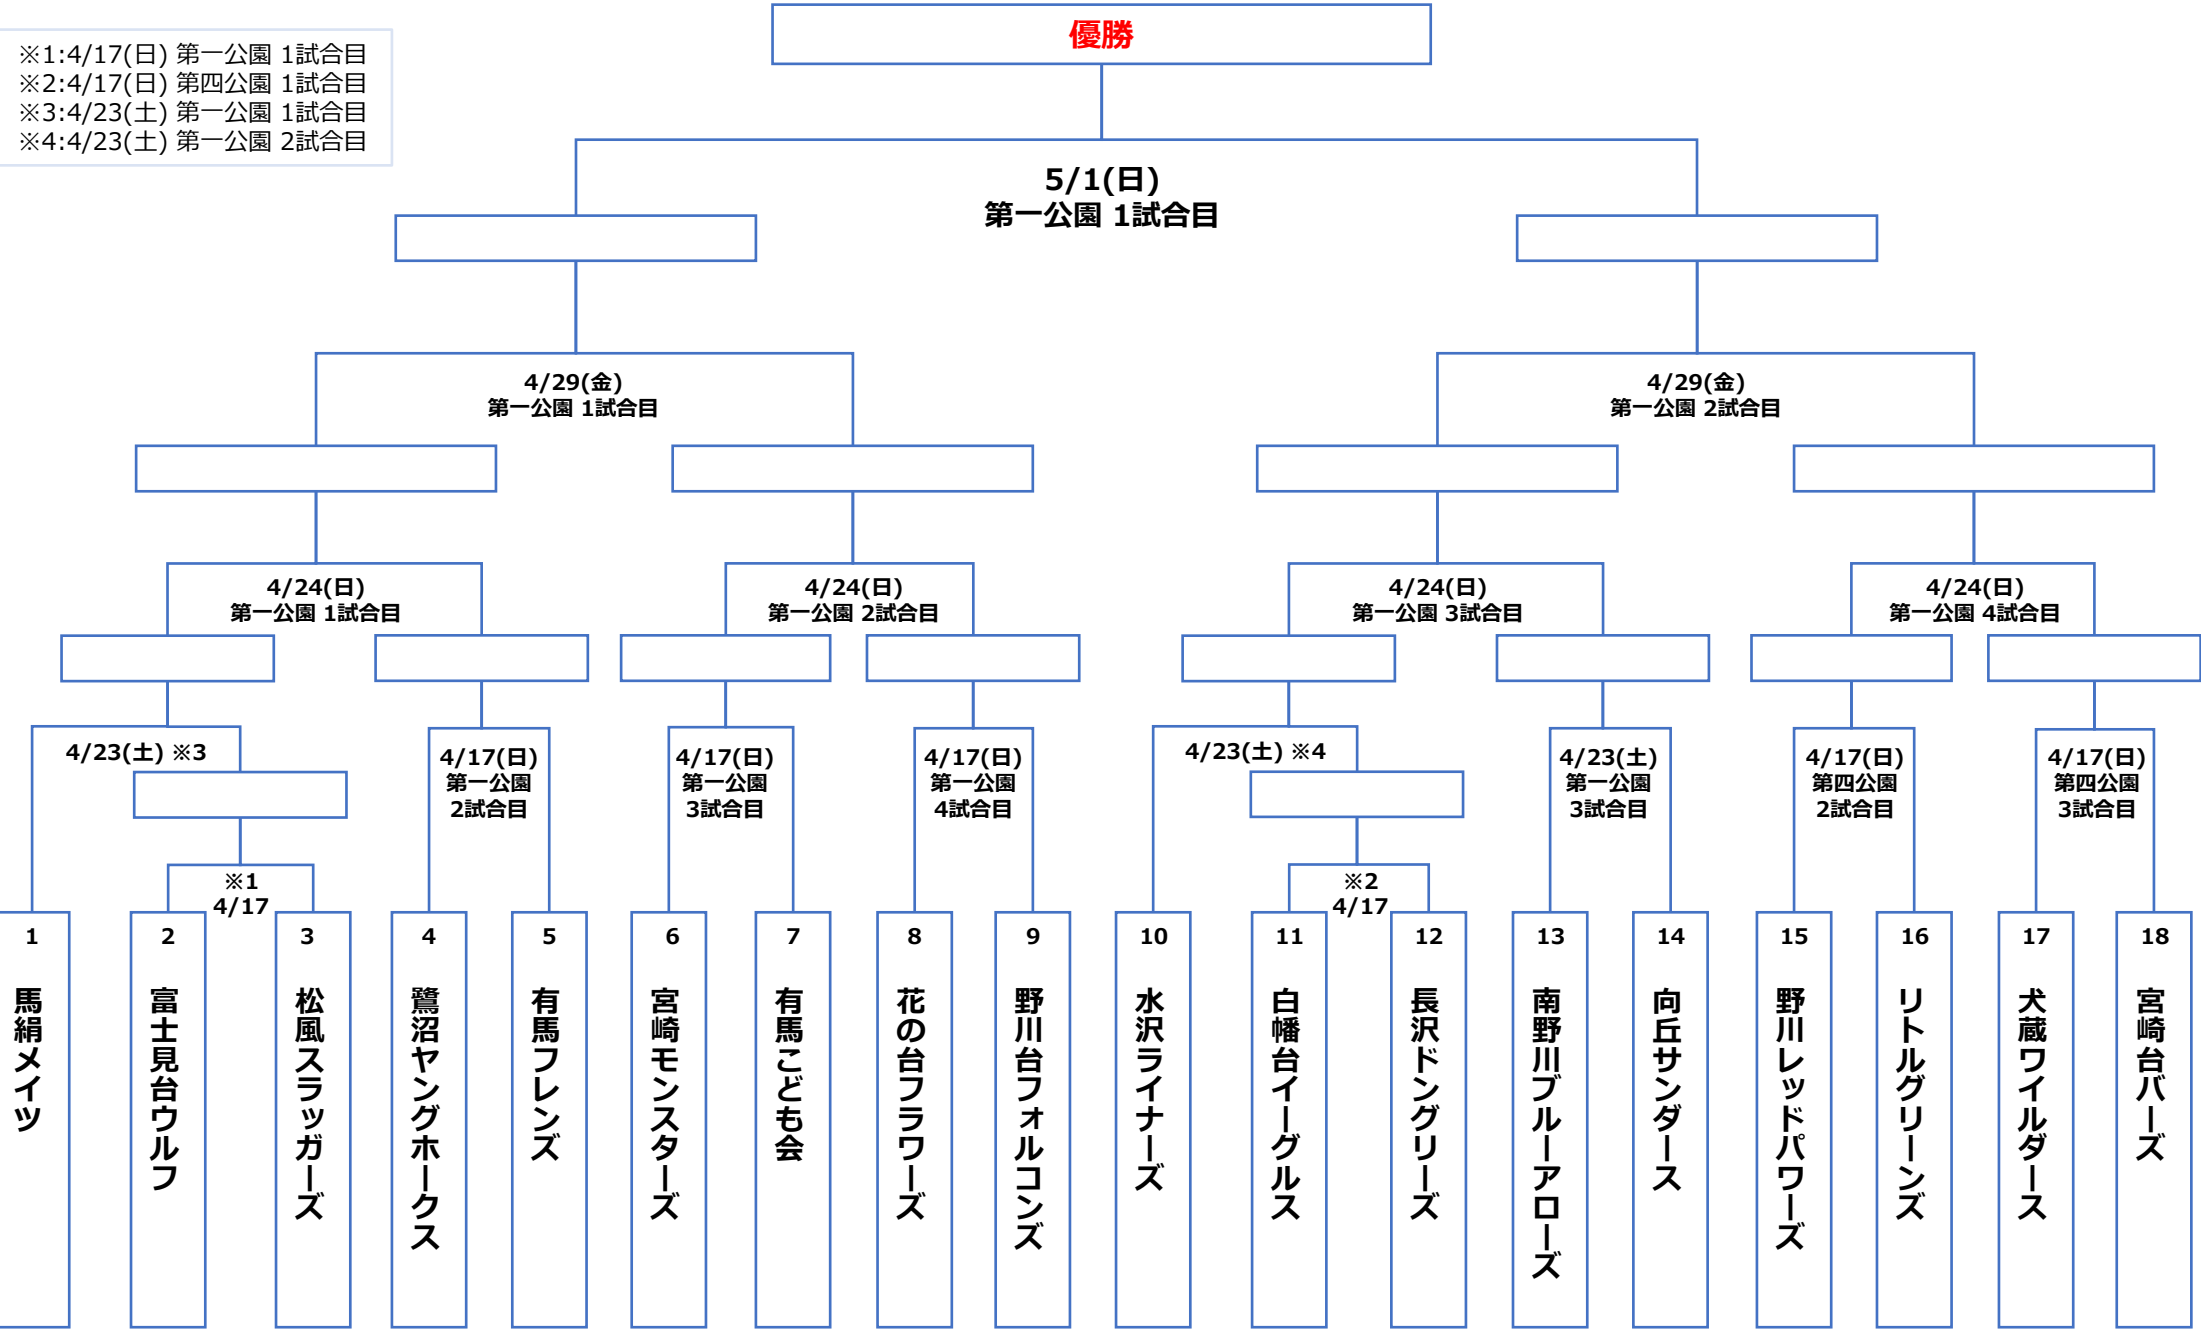 優勝
※1:4/17(日) 第一公園 1試合目
※2:4/17(日) 第四公園 1試合目
※3:4/23(土) 第一公園 1試合目
※4:4/23(土) 第一公園 2試合目
5/1(日)
第一公園 1試合目
4/29(金)
第一公園 1試合目
4/29(金)
第一公園 2試合目
4/24(日)
第一公園 1試合目
4/24(日)
第一公園 2試合目
4/24(日)
第一公園 3試合目
4/24(日)
第一公園 4試合目
4/23(土) ※3
4/17(日)
第一公園
2試合目
4/17(日)
第一公園
3試合目
4/17(日)
第一公園
4試合目
4/23(土) ※4
4/23(土)
第一公園
3試合目
4/17(日)
第四公園
2試合目
4/17(日)
第四公園
3試合目
※1
4/17
※2
4/17
1
馬絹メイツ
2
富士見台ウルフ
3
松風スラッガーズ
4
鷺沼ヤングホークス
5
有馬フレンズ
6
宮崎モンスターズ
7
有馬こども会
8
花の台フラワーズ
9
野川台フォルコンズ
10
水沢ライナーズ
11
白幡台イーグルス
12
長沢ドングリーズ
13
南野川ブルーアローズ
14
向丘サンダース
15
野川レッドパワーズ
16
リトルグリーンズ
17
犬蔵ワイルダース
18
宮崎台バーズ